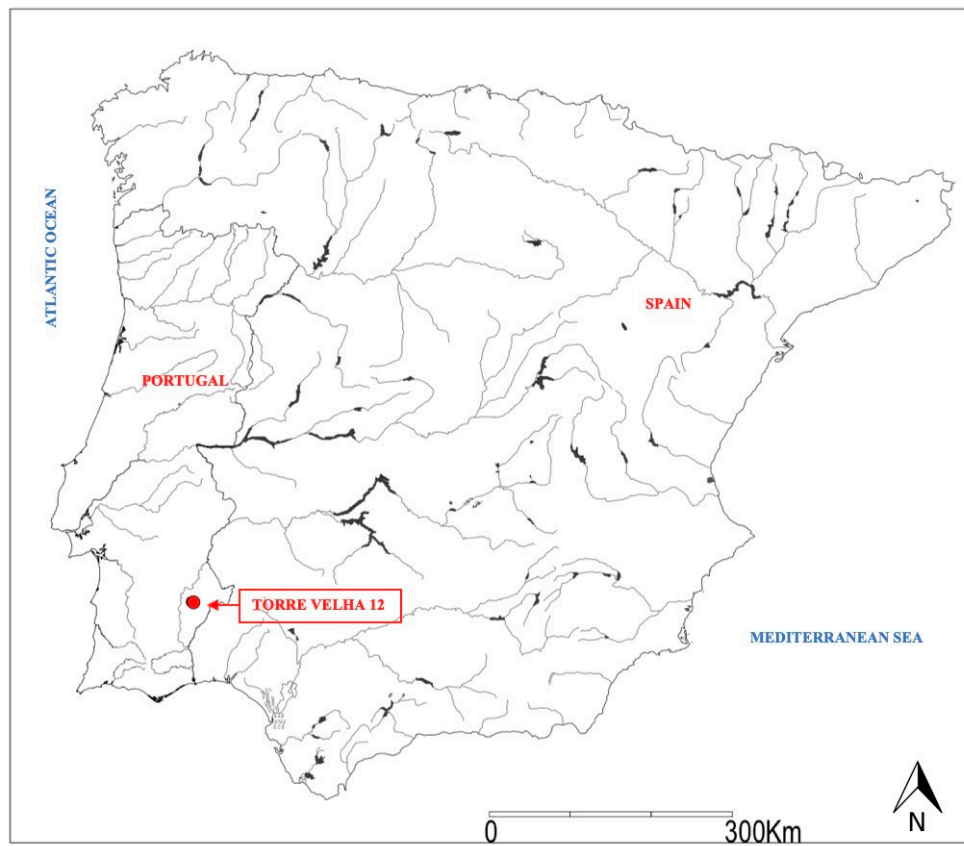 ATLANTIC OCEAN
SPAIN
PORTUGAL
TORRE VELHA 12
MEDITERRANEAN SEA
0 300Km
N